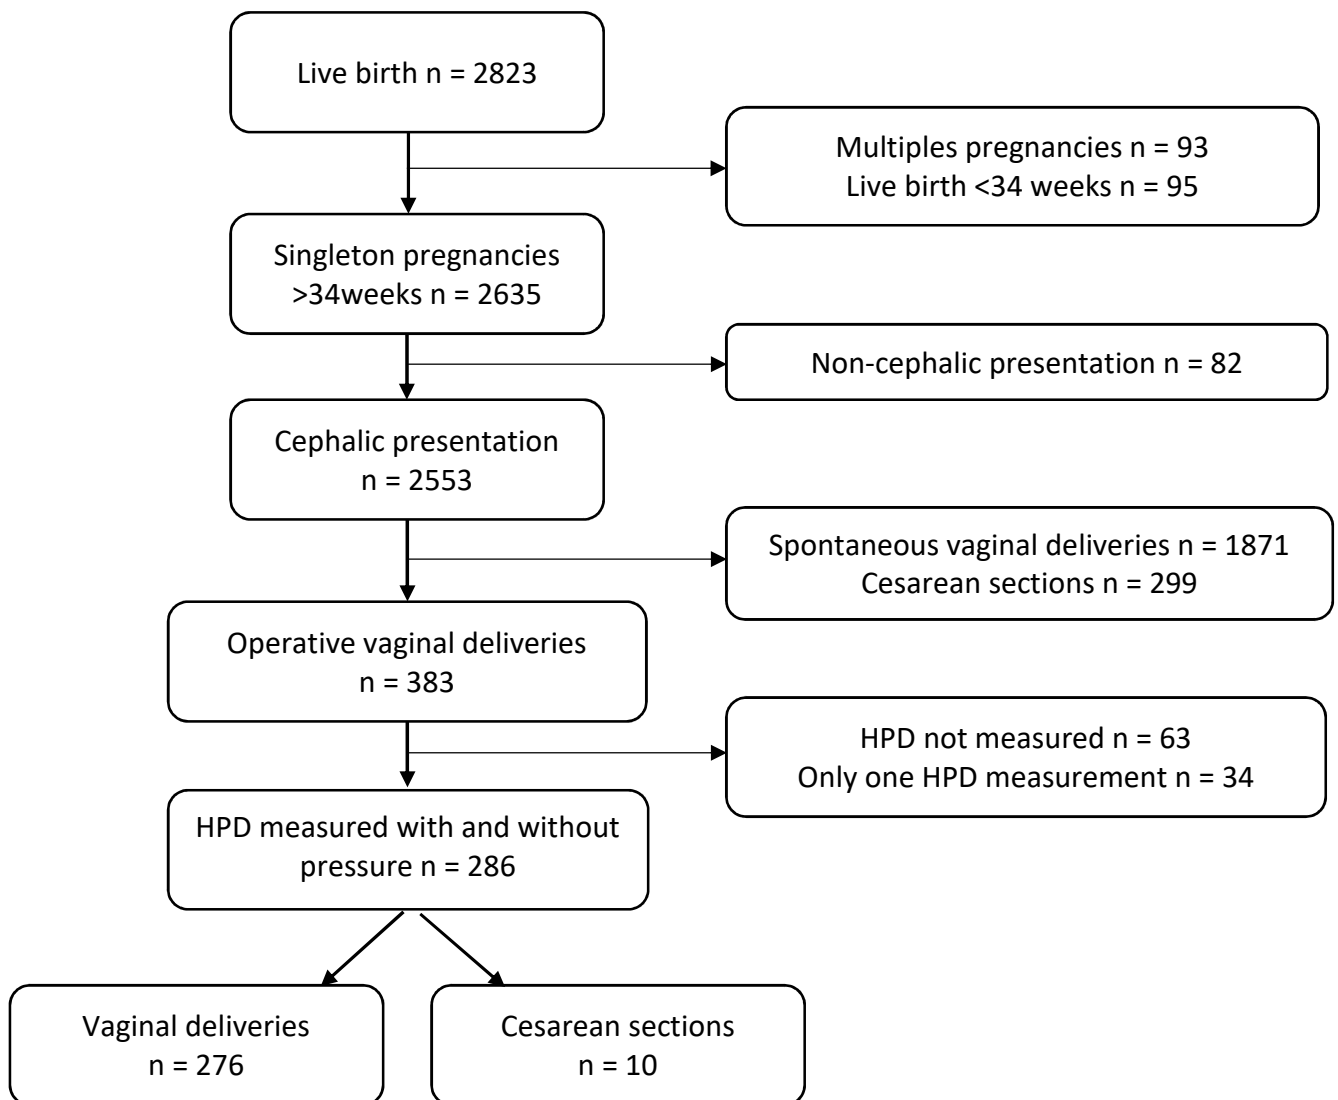 Live birth n = 2823
Multiples pregnancies n = 93
Live birth <34 weeks n = 95
Singleton pregnancies
>34weeks n = 2635
Non-cephalic presentation n = 82
Cephalic presentation
n = 2553
Spontaneous vaginal deliveries n = 1871
Cesarean sections n = 299
Operative vaginal deliveries
n = 383
HPD not measured n = 63
Only one HPD measurement n = 34
HPD measured with and without
pressure n = 286
Vaginal deliveries
n = 276
Cesarean sections
n = 10